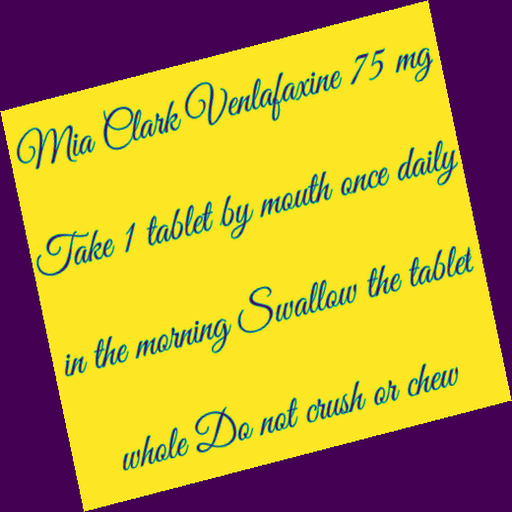 Mia Clark Venlafaxine 75 mg
Take 1 tablet by mouth once daily
in the morning Swallow the tablet
whole Do not crush or chew